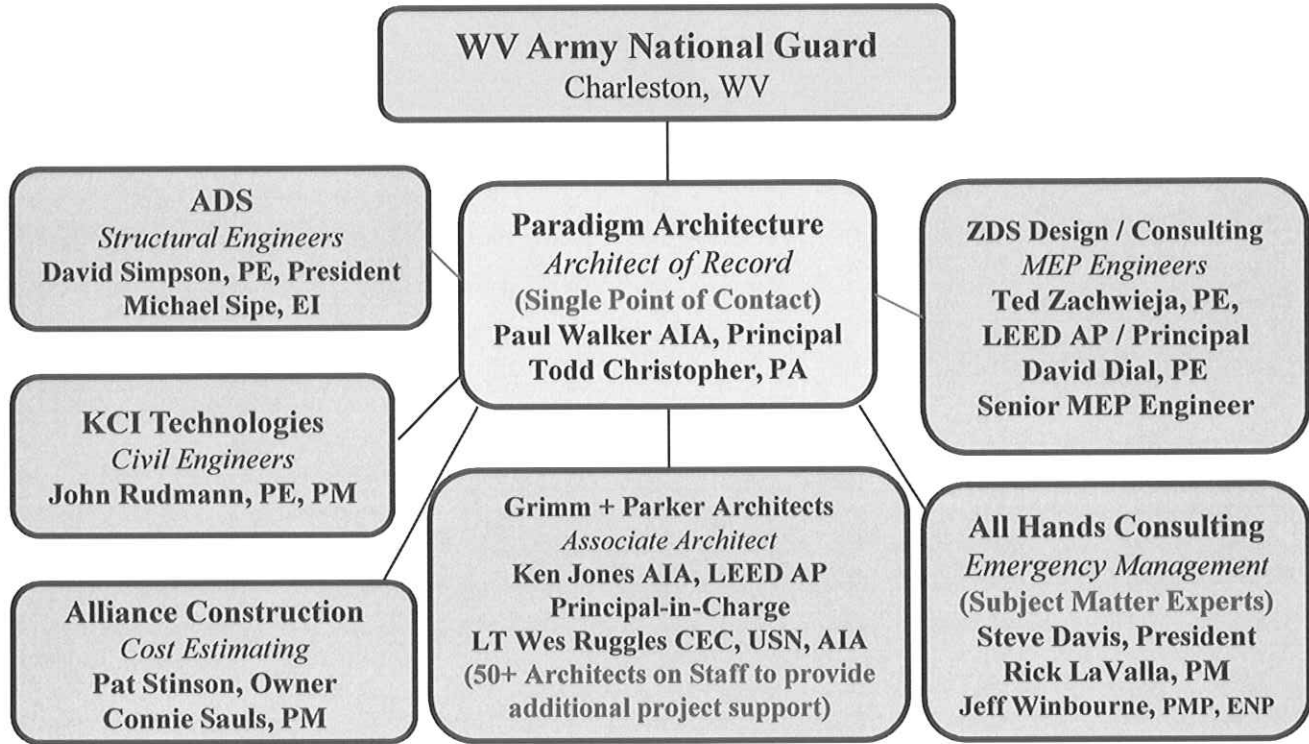 WV Army National Guard
Charleston, WV
ADS
Structural Engineers
David Simpson, PE, President
Michael Sipe, EI
Paradigm Architecture
Architect of Record
(Single Point of Contact)
Paul Walker AIA, Principal
Todd Christopher, PA
ZDS Design / Consulting
MEP Engineers
Ted Zachwieja, PE,
LEED AP / Principal
David Dial, PE
Senior MEP Engineer
KCI Technologies
Civil Engineers
John Rudmann, PE, PM
Alliance Construction
Cost Estimating
Pat Stinson, Owner
Connie Sauls, PM
Grimm + Parker Architects
Associate Architect
Ken Jones AIA, LEED AP
Principal-in-Charge
LT Wes Ruggles CEC, USN, AIA
(50+ Architects on Staff to provide
additional project support)
All Hands Consulting
Emergency Management
(Subject Matter Experts)
Steve Davis, President
Rick LaValla, PM
Jeff Winbourne, PMP, ENP